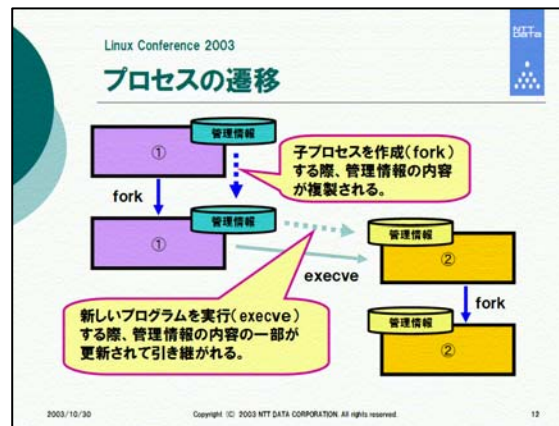 Linux Conference 2003
NTT
DATA
プロセスの遷移
管理情報
①
子プロセスを作成(fork)
する際、管理情報の内容
が複製される。
fork
管理情報
①
管理情報
②
execve
fork
新しいプログラムを実行(execve)
する際、管理情報の内容の一部が
更新されて引き継がれる。
管理情報
②
2003/10/30
Copyright (C) 2003 NTT DATA CORPORATION. All rights reserved.
12